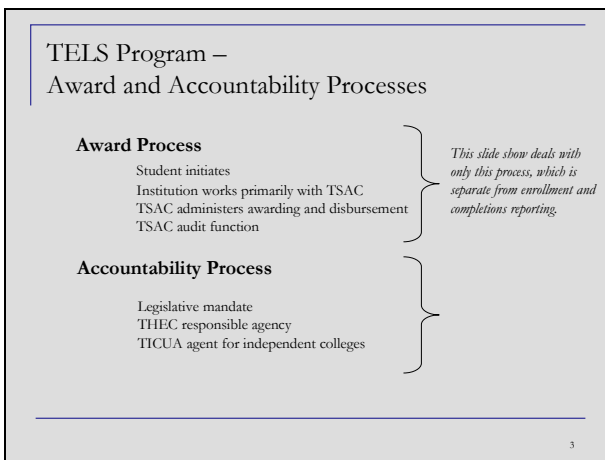 TELS Program –
Award and Accountability Processes
Award Process
Student initiates
Institution works primarily with TSAC
TSAC administers awarding and disbursement
TSAC audit function
This slide show deals with
only this process, which is
separate from enrollment and
completions reporting.
Accountability Process
Legislative mandate
THEC responsible agency
TICUA agent for independent colleges
3